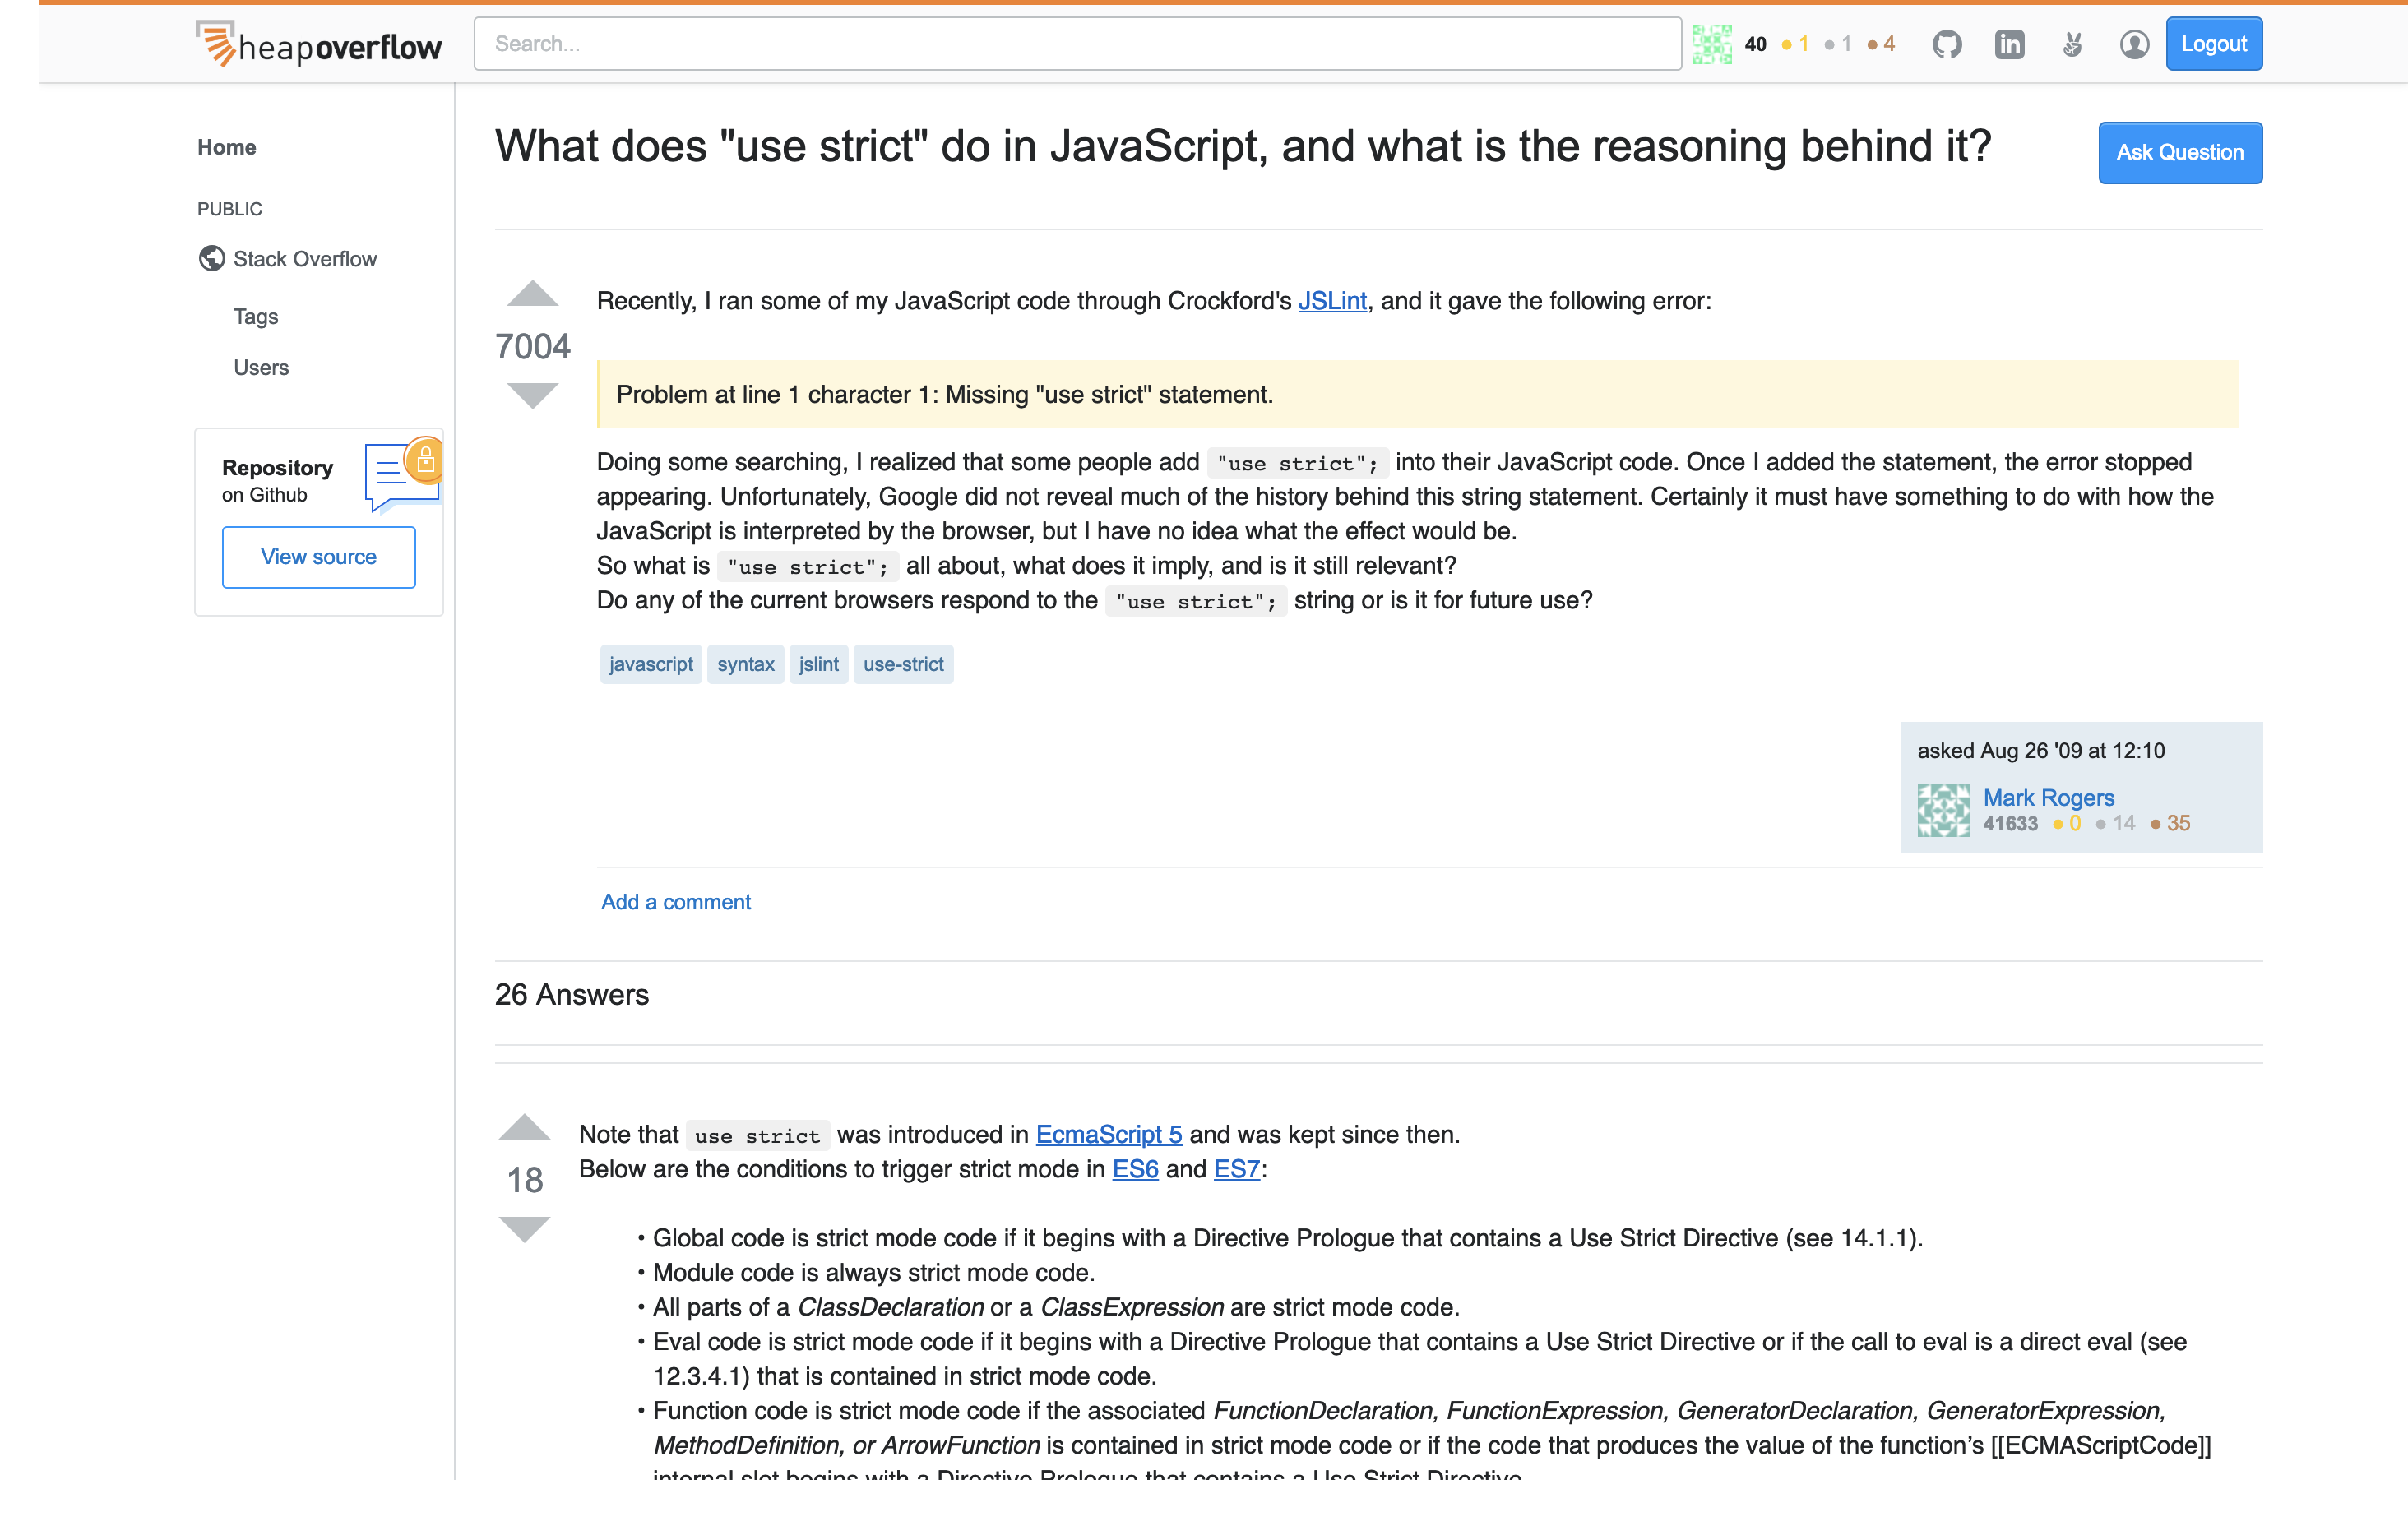 heapoverflow
Search...
40 1 1 4
in
Logout
Home
PUBLIC
Stack Overflow
Tags
Users
Repository
on Github
View source
What does "use strict" do in JavaScript, and what is the reasoning behind it?
Ask Question
7004
Recently, I ran some of my JavaScript code through Crockford's JSLint, and it gave the following error:
Problem at line 1 character 1: Missing "use strict" statement.
Doing some searching, I realized that some people add "use strict"; into their JavaScript code. Once I added the statement, the error stopped
appearing. Unfortunately, Google did not reveal much of the history behind this string statement. Certainly it must have something to do with how the
JavaScript is interpreted by the browser, but I have no idea what the effect would be.
So what is "use strict"; all about, what does it imply, and is it still relevant?
Do any of the current browsers respond to the "use strict"; string or is it for future use?
javascript syntax jslint use-strict
asked Aug 26 '09 at 12:10
Mark Rogers
41633 0 14 35
Add a comment
26 Answers
18
Note that use strict was introduced in EcmaScript 5 and was kept since then.
Below are the conditions to trigger strict mode in ES6 and ES7:
• Global code is strict mode code if it begins with a Directive Prologue that contains a Use Strict Directive (see 14.1.1).
• Module code is always strict mode code.
• All parts of a ClassDeclaration or a ClassExpression are strict mode code.
• Eval code is strict mode code if it begins with a Directive Prologue that contains a Use Strict Directive or if the call to eval is a direct eval (see
12.3.4.1) that is contained in strict mode code.
• Function code is strict mode code if the associated FunctionDeclaration, FunctionExpression, GeneratorDeclaration, GeneratorExpression,
MethodDefinition, or ArrowFunction is contained in strict mode code or if the code that produces the value of the function’s [[ECMAScriptCode]]
internal slot begins with a Directive Prologue that contains a Use Strict Directive